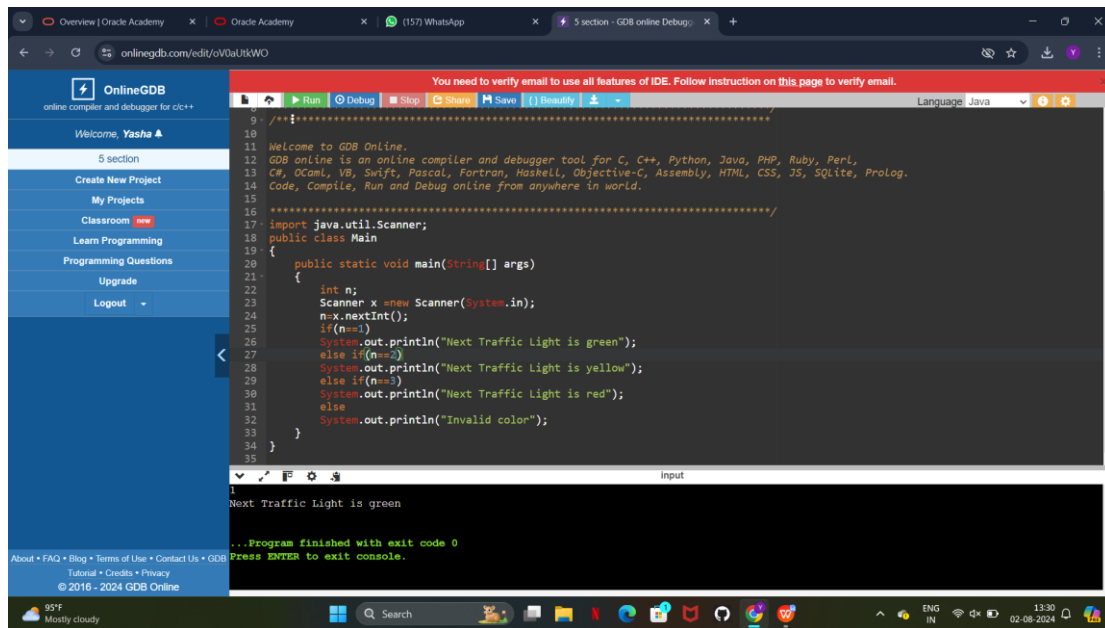 Overview | Oracle Academy
Oracle Academy
(157) WhatsApp
5 section - GDB online Debugg
onlinegdb.com/edit/oV0aUtkWO
Y
OnlineGDB
online compiler and debugger for c/c++
Welcome, Yasha
5 section
Create New Project
My Projects
Classroom new
Learn Programming
Programming Questions
Upgrade
Logout
About • FAQ • Blog • Terms of Use • Contact Us • GDB
Tutorial • Credits • Privacy
© 2016 - 2024 GDB Online
You need to verify email to use all features of IDE. Follow instruction on this page to verify email.
Run Debug Stop Share Save { } Beautify
Language Java
9 /******************************************************************************
10
11 Welcome to GDB Online.
12 GDB online is an online compiler and debugger tool for C, C++, Python, Java, PHP, Ruby, Perl,
13 C#, OCaml, VB, Swift, Pascal, Fortran, Haskell, Objective-C, Assembly, HTML, CSS, JS, SQLite, Prolog.
14 Code, Compile, Run and Debug online from anywhere in world.
15
16 *******************************************************************************/
17 import java.util.Scanner;
18 public class Main
19 {
20 public static void main(String[] args)
21 {
22 int n;
23 Scanner x =new Scanner(System.in);
24 n=x.nextInt();
25 if(n==1)
26 System.out.println("Next Traffic Light is green");
27 else if(n==2)
28 System.out.println("Next Traffic Light is yellow");
29 else if(n==3)
30 System.out.println("Next Traffic Light is red");
31 else
32 System.out.println("Invalid color");
33 }
34 }
35
input
1
Next Traffic Light is green
...Program finished with exit code 0
Press ENTER to exit console.
95°F
Mostly cloudy
Search
ENG
IN
13:30
02-08-2024